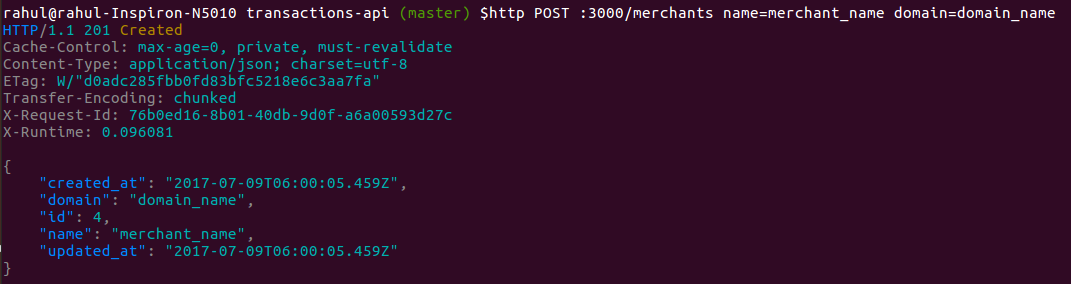 rahul@rahul-Inspiron-N5010 transactions-api (master) $http POST :3000/merchants name=merchant_name domain=domain_name
HTTP/1.1 201 Created
Cache-Control: max-age=0, private, must-revalidate
Content-Type: application/json; charset=utf-8
ETag: W/"d0adc285fbb0fd83bfc5218e6c3aa7fa"
Transfer-Encoding: chunked
X-Request-Id: 76b0ed16-8b01-40db-9d0f-a6a00593d27c
X-Runtime: 0.096081

{
    "created_at": "2017-07-09T06:00:05.459Z",
    "domain": "domain_name",
    "id": 4,
    "name": "merchant_name",
    "updated_at": "2017-07-09T06:00:05.459Z"
}